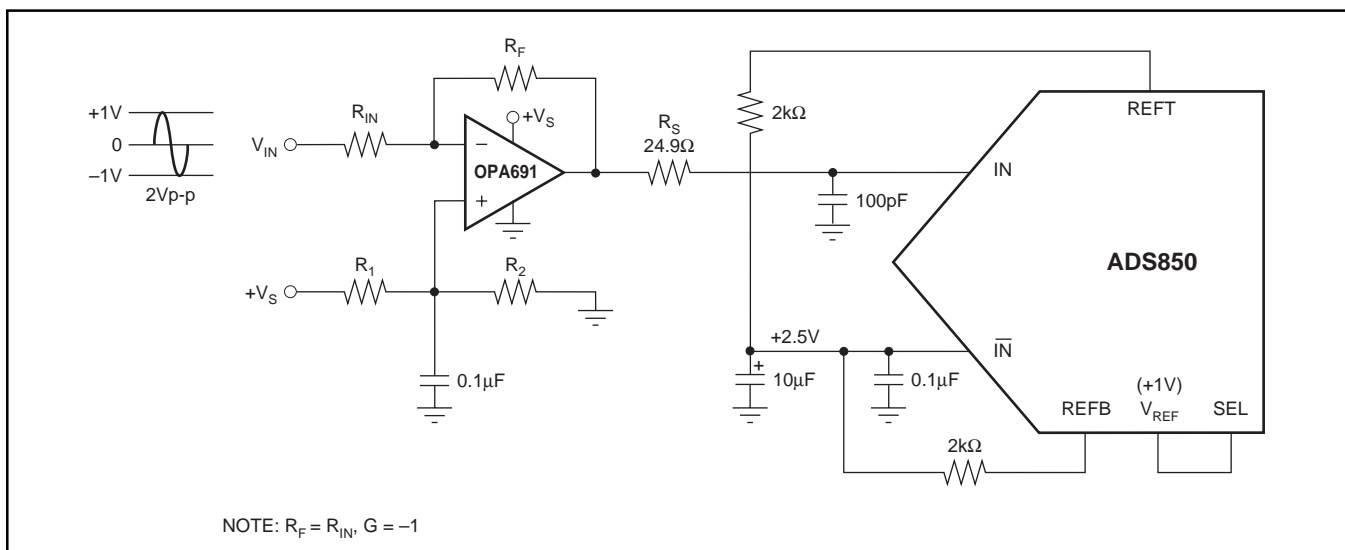 +1V
0
–1V
2Vp-p
V_IN
R_IN
R_F
+V_S
–
OPA691
+
R_S
24.9Ω
2kΩ
REFT
IN
100pF
ADS850
+V_S
R_1
R_2
0.1µF
+2.5V
+
10µF
0.1µF
I̅N̅
REFB
(+1V)
V_REF
SEL
2kΩ
NOTE: R_F = R_IN, G = –1